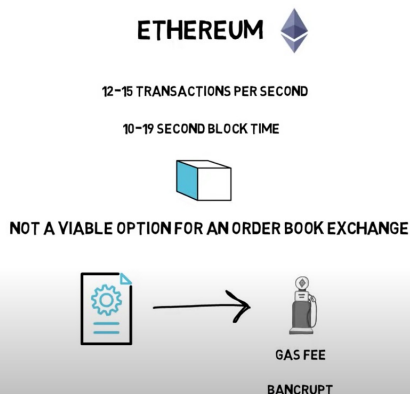 ETHEREUM
12-15 TRANSACTIONS PER SECOND
10-19 SECOND BLOCK TIME
NOT A VIABLE OPTION FOR AN ORDER BOOK EXCHANGE
GAS FEE
BANCRUPT